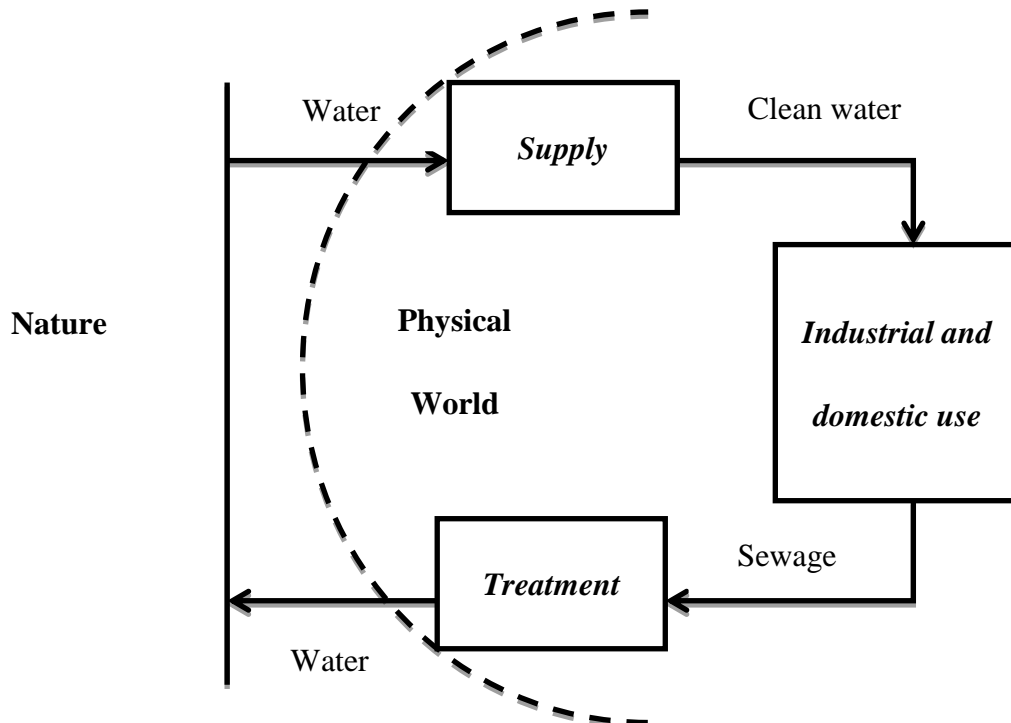 Water
Clean water
Supply
Nature
Physical
World
Industrial and
domestic use
Sewage
Treatment
Water